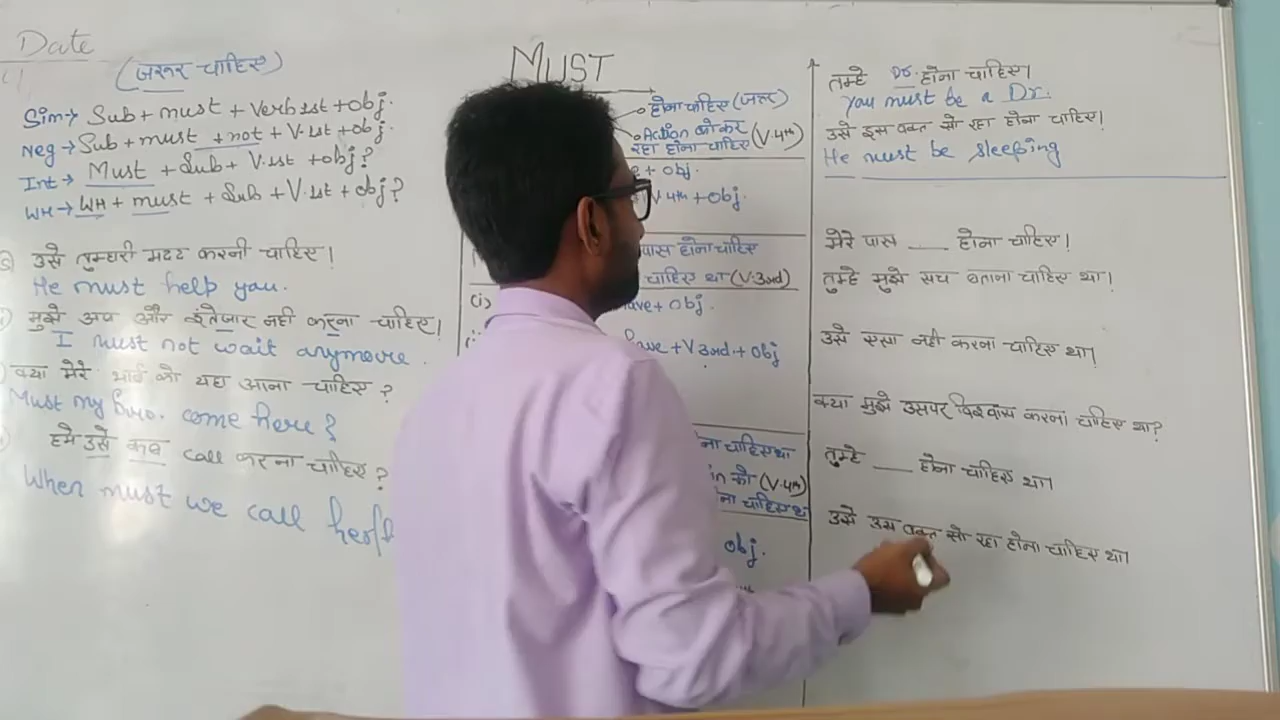 Date
(जरूर चाहिए)
Sim→ Sub + must + Verb 1st + obj.
Neg→ Sub + must + not + V.1st + obj.
Int→ Must + Sub + V.1st + obj?
WH→ WH + must + Sub + V.1st + obj?
उसे तुम्हारी मदद करनी चाहिए।
He must help you.
मुझे अब और इंतेजार नही करना चाहिए।
I must not wait anymore.
क्या मेरे भाई को यहा आना चाहिए?
Must my bro. come here?
हमे उसे कब call करना चाहिए?
When must we call her/
MUST
होना चाहिए (जरूर)
Action को कर
रहा होना चाहिए (V.4th)
+ obj.
V.4th + obj.
पास होना चाहिए
चाहिए था (V.3rd)
(i) have + obj.
have + V3rd + obj
ना चाहिए था
को (V.4th)
ना चाहिए था
obj.
तुम्हे Dr. होना चाहिए।
You must be a Dr.
उसे इस वक्त सो रहा होना चाहिए।
He must be sleeping
मेरे पास ___ होना चाहिए।
तुम्हे मुझे सच बताना चाहिए था।
उसे एसा नही करना चाहिए था।
क्या मुझे उसपर विश्वास करना चाहिए था?
तुम्हे ___ होना चाहिए था।
उसे उस वक्त सो रहा होना चाहिए था।